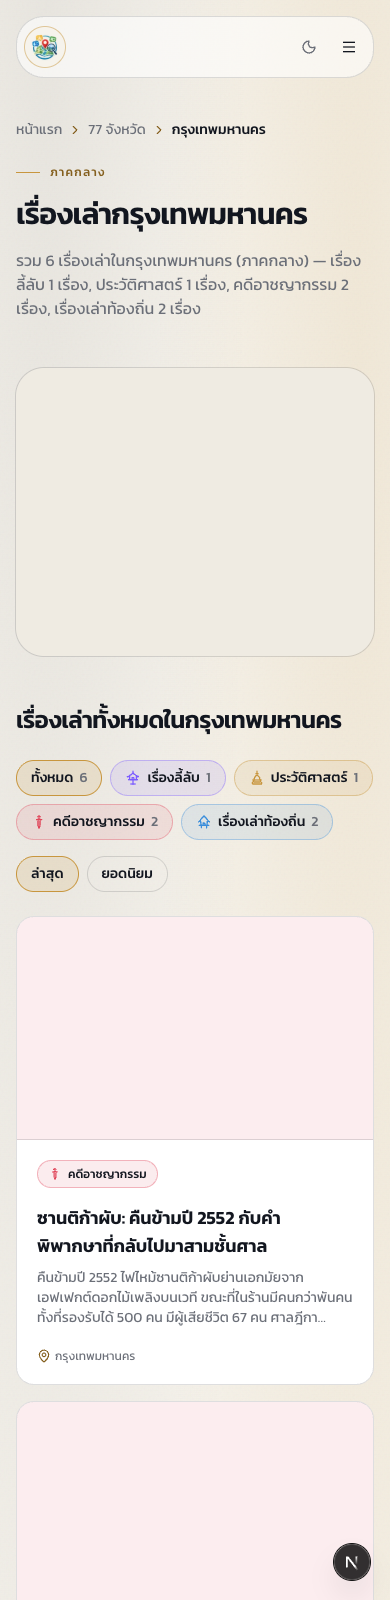 หน้าแรก > 77 จังหวัด > กรุงเทพมหานคร
ภาคกลาง
เรื่องเล่ากรุงเทพมหานคร
รวม 6 เรื่องเล่าในกรุงเทพมหานคร (ภาคกลาง) — เรื่อง
ลี้ลับ 1 เรื่อง, ประวัติศาสตร์ 1 เรื่อง, คดีอาชญากรรม 2
เรื่อง, เรื่องเล่าท้องถิ่น 2 เรื่อง
เรื่องเล่าทั้งหมดในกรุงเทพมหานคร
ทั้งหมด 6 เรื่องลี้ลับ 1 ประวัติศาสตร์ 1
คดีอาชญากรรม 2 เรื่องเล่าท้องถิ่น 2
ล่าสุด ยอดนิยม
คดีอาชญากรรม
ซานติก้าผับ: คืนข้ามปี 2552 กับคำ
พิพากษาที่กลับไปมาสามชั้นศาล
คืนข้ามปี 2552 ไฟไหม้ซานติก้าผับย่านเอกมัยจาก
เอฟเฟกต์ดอกไม้เพลิงบนเวที ขณะที่ในร้านมีคนกว่าพันคน
ทั้งที่รองรับได้ 500 คน มีผู้เสียชีวิต 67 คน ศาลฎีกา...
กรุงเทพมหานคร
N